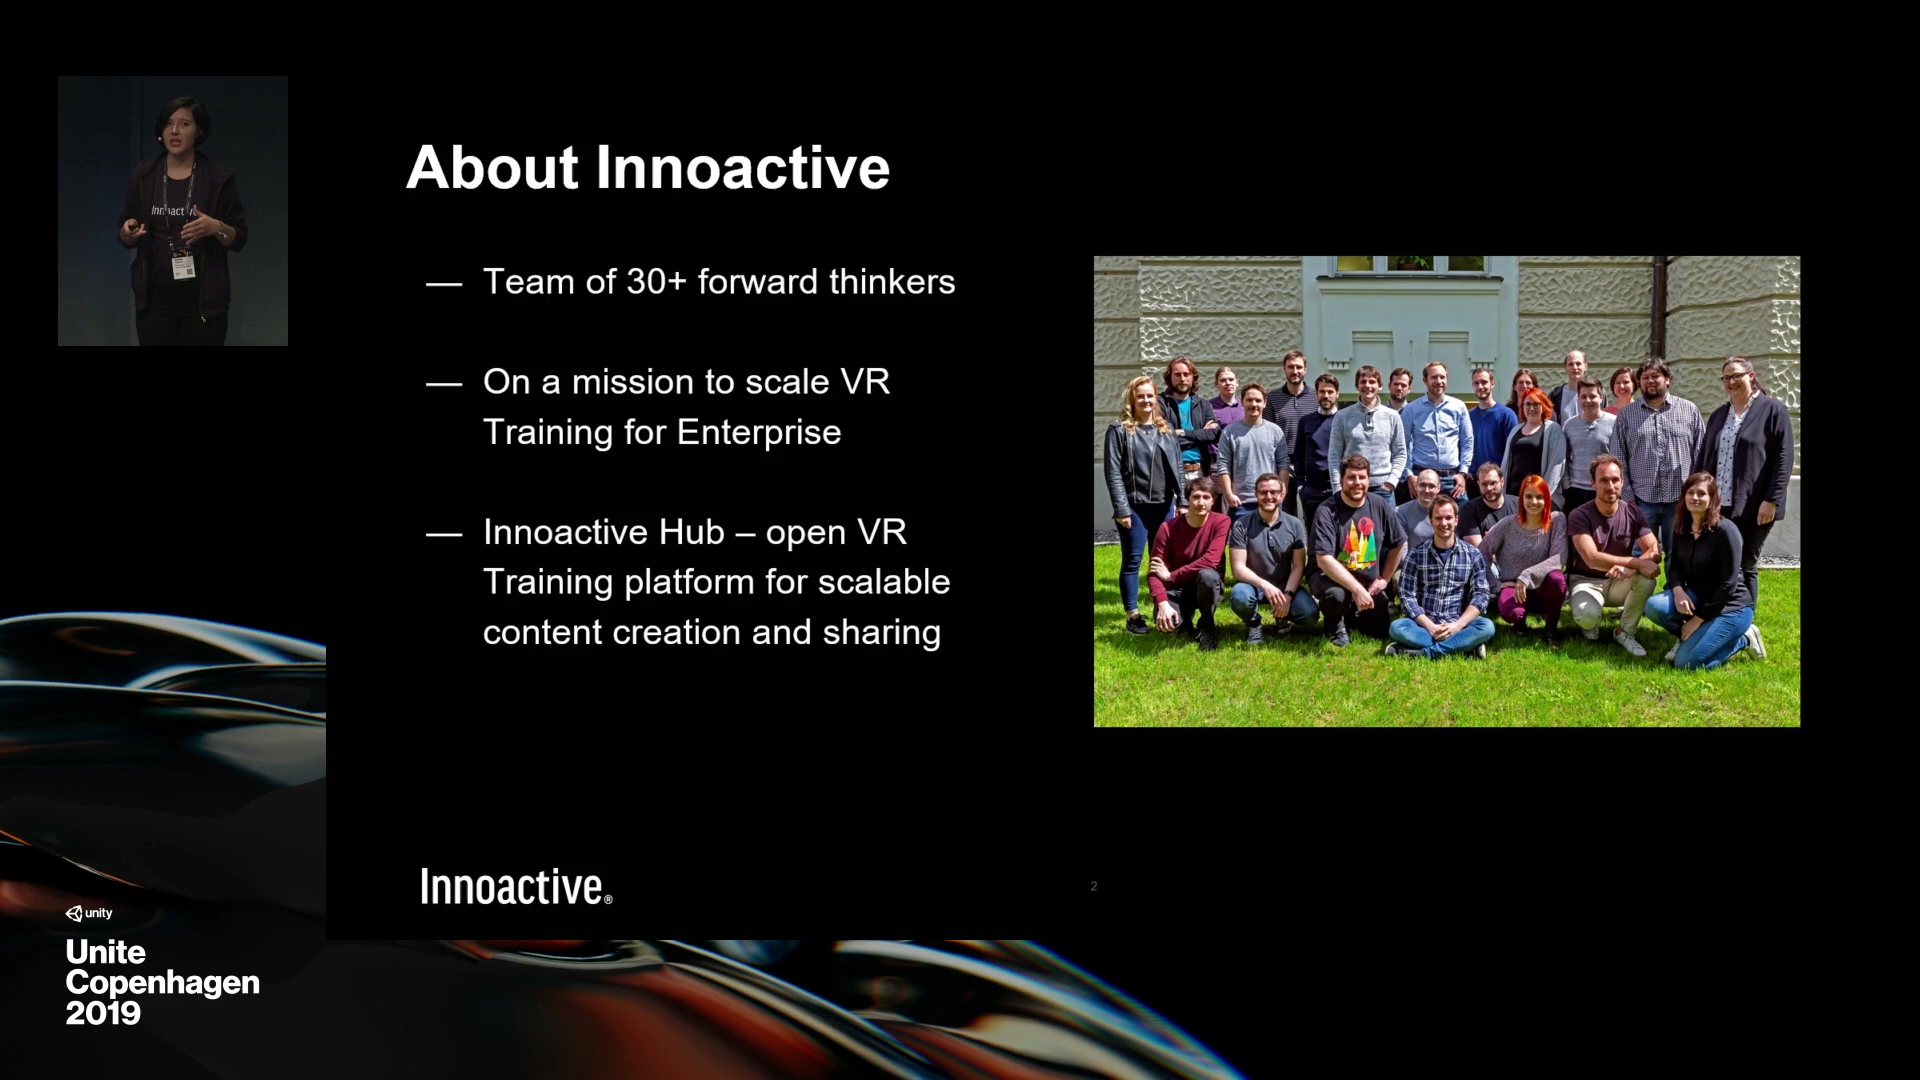 About Innoactive
— Team of 30+ forward thinkers
— On a mission to scale VR
Training for Enterprise
— Innoactive Hub – open VR
Training platform for scalable
content creation and sharing
Innoactive®
2
unity
Unite
Copenhagen
2019